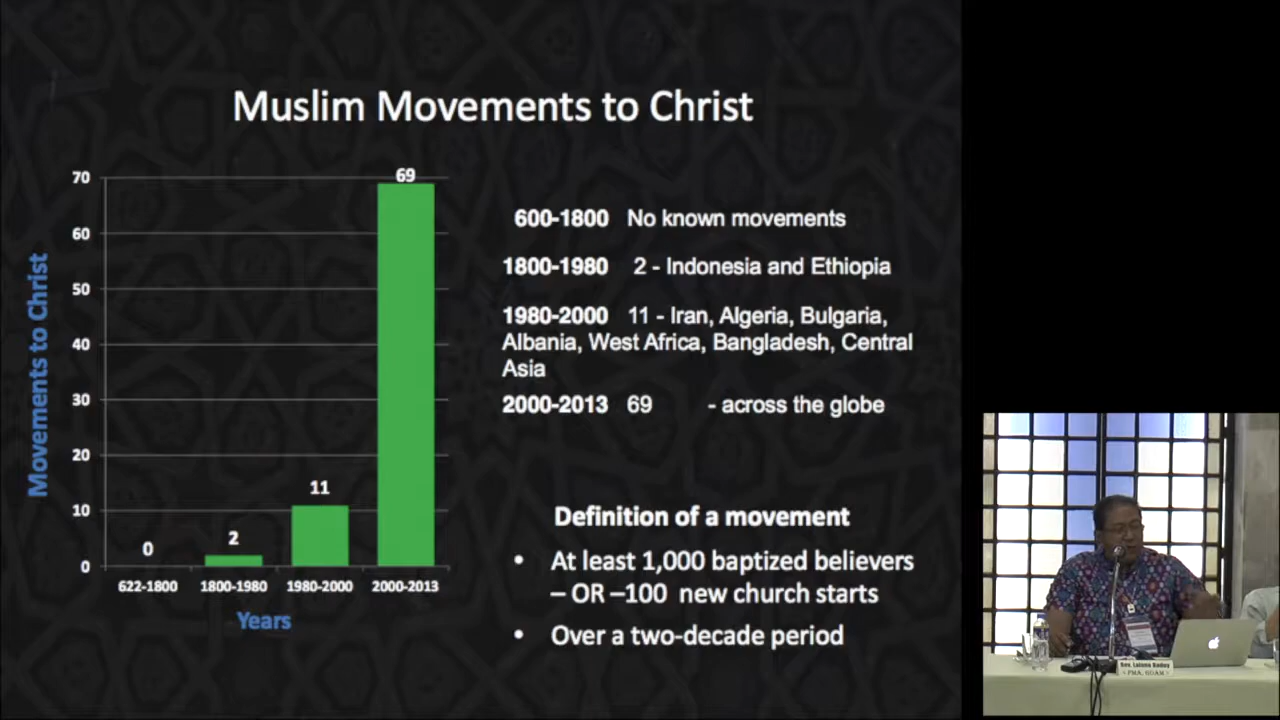 Muslim Movements to Christ
70
60
50
40
30
20
10
0
Movements to Christ
0
2
11
69
622-1800 1800-1980 1980-2000 2000-2013
Years
600-1800 No known movements
1800-1980 2 - Indonesia and Ethiopia
1980-2000 11 - Iran, Algeria, Bulgaria,
Albania, West Africa, Bangladesh, Central
Asia
2000-2013 69 - across the globe
Definition of a movement
• At least 1,000 baptized believers
– OR –100 new church starts
• Over a two-decade period
Rev.